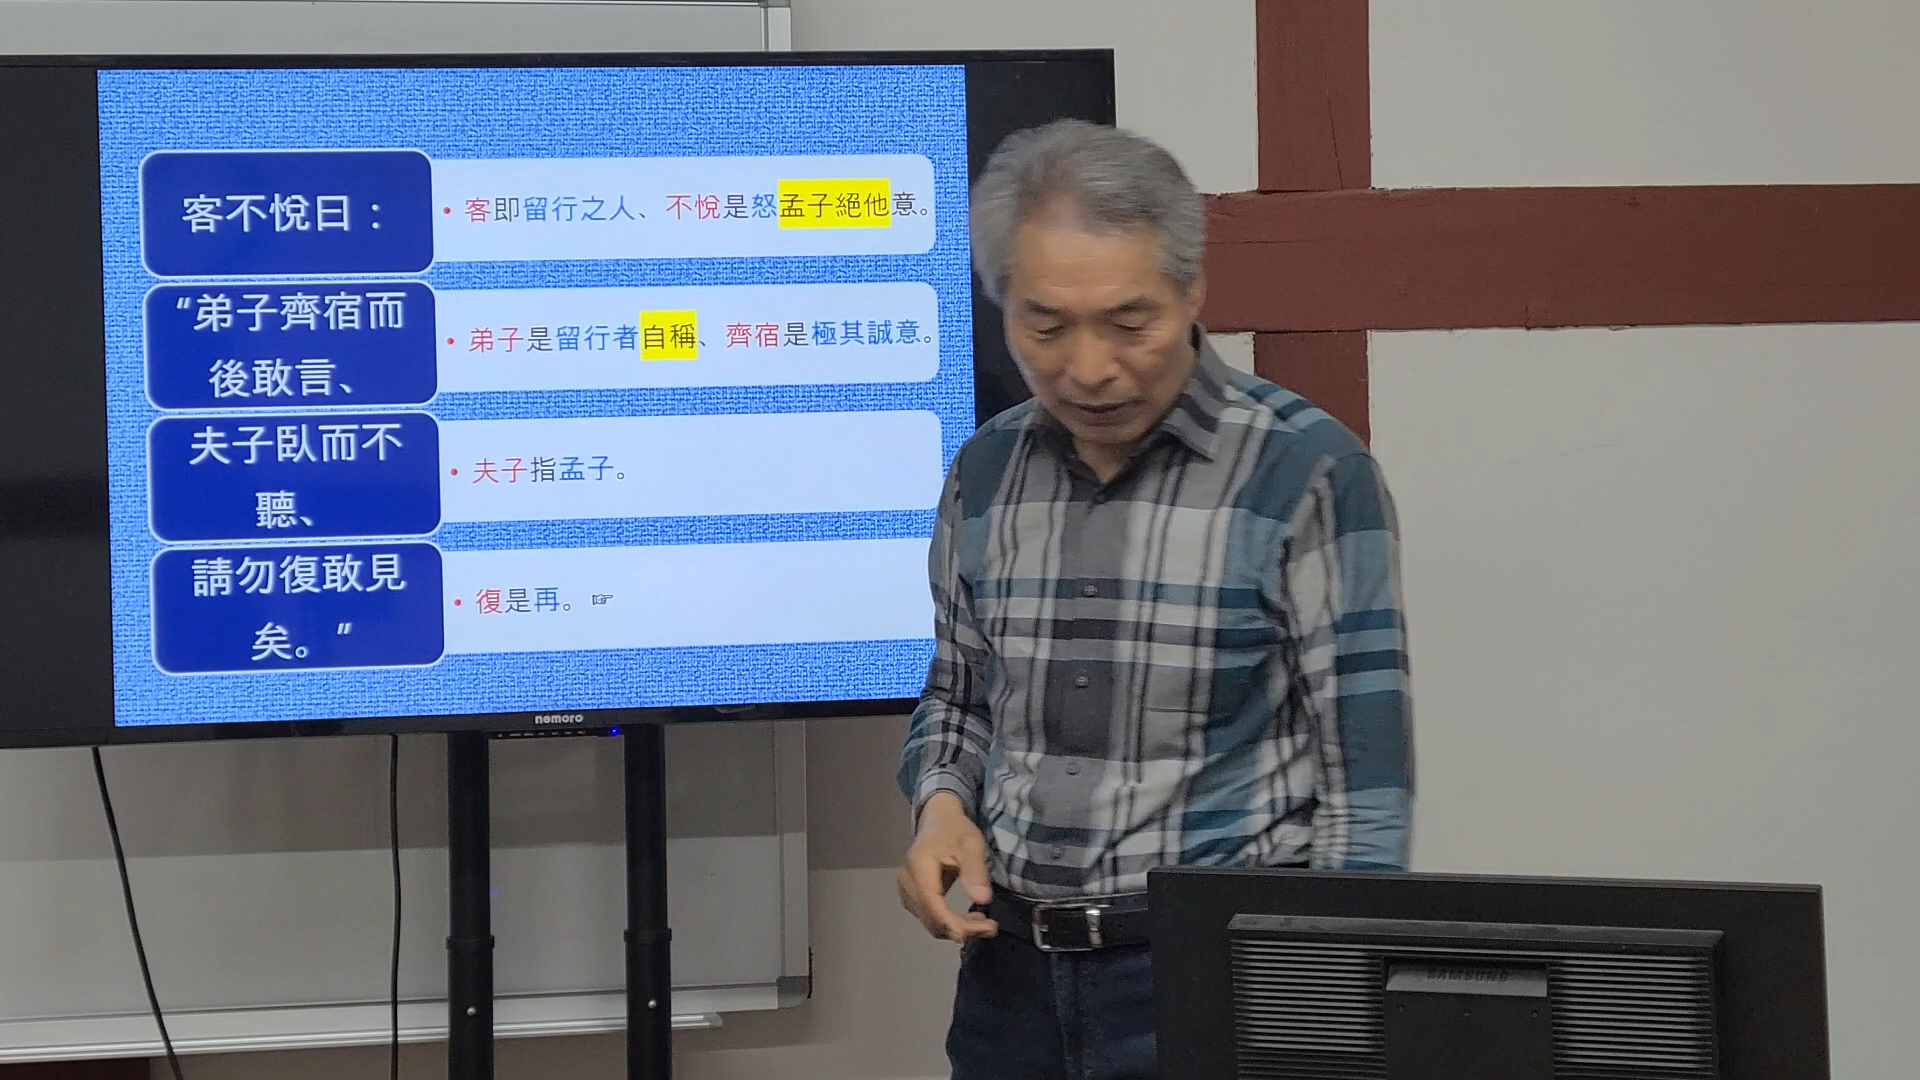 客不悅曰：
• 客即留行之人、不悅是怒孟子絕他意。
“弟子齊宿而
後敢言、
• 弟子是留行者自稱、齊宿是極其誠意。
夫子臥而不
聽、
• 夫子指孟子。
請勿復敢見
矣。”
• 復是再。☞
nemoro
SAMSUNG